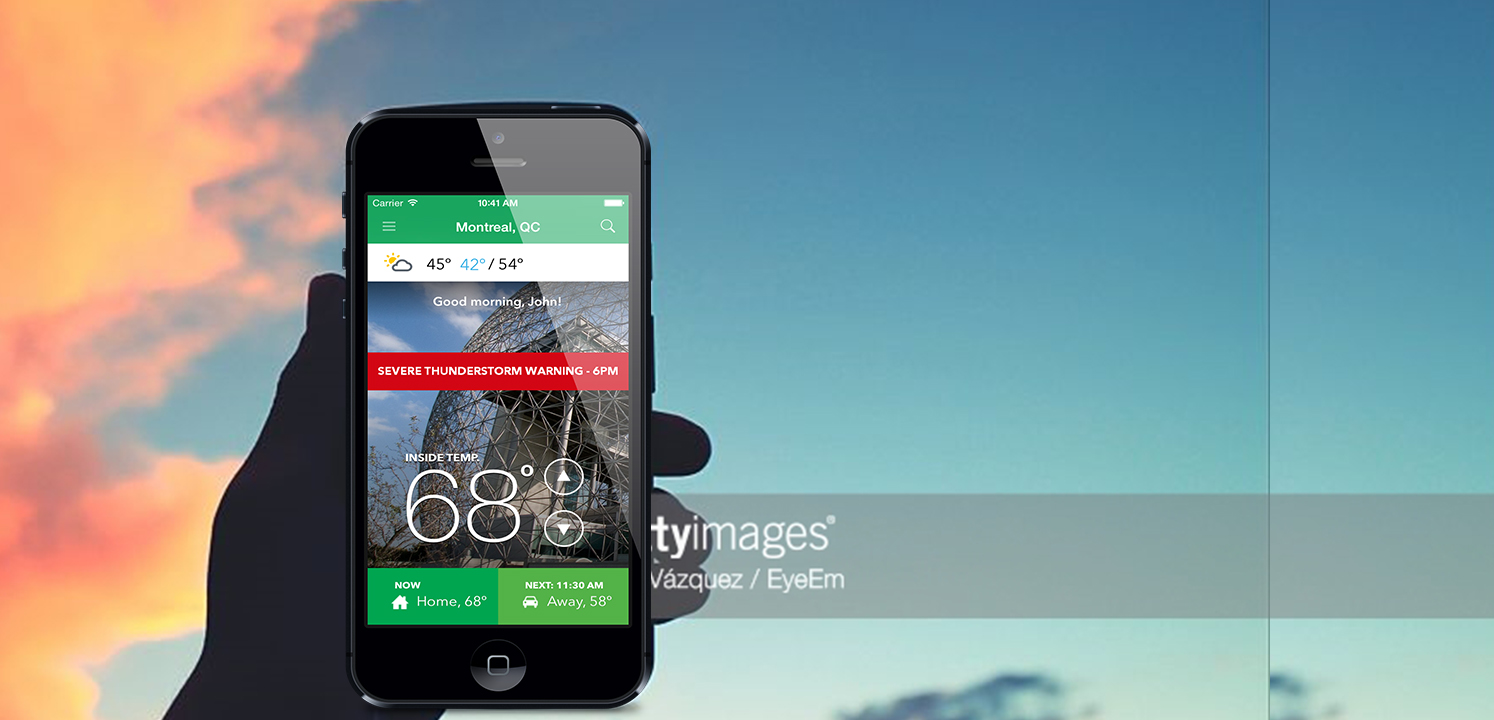 Carrier 10:41 AM
Montreal, QC
45° 42° / 54°
Good morning, John!
SEVERE THUNDERSTORM WARNING - 6PM
INSIDE TEMP.
68°
NOW
Home, 68°
NEXT: 11:30 AM
Away, 58°
tyimages®
Vázquez / EyeEm